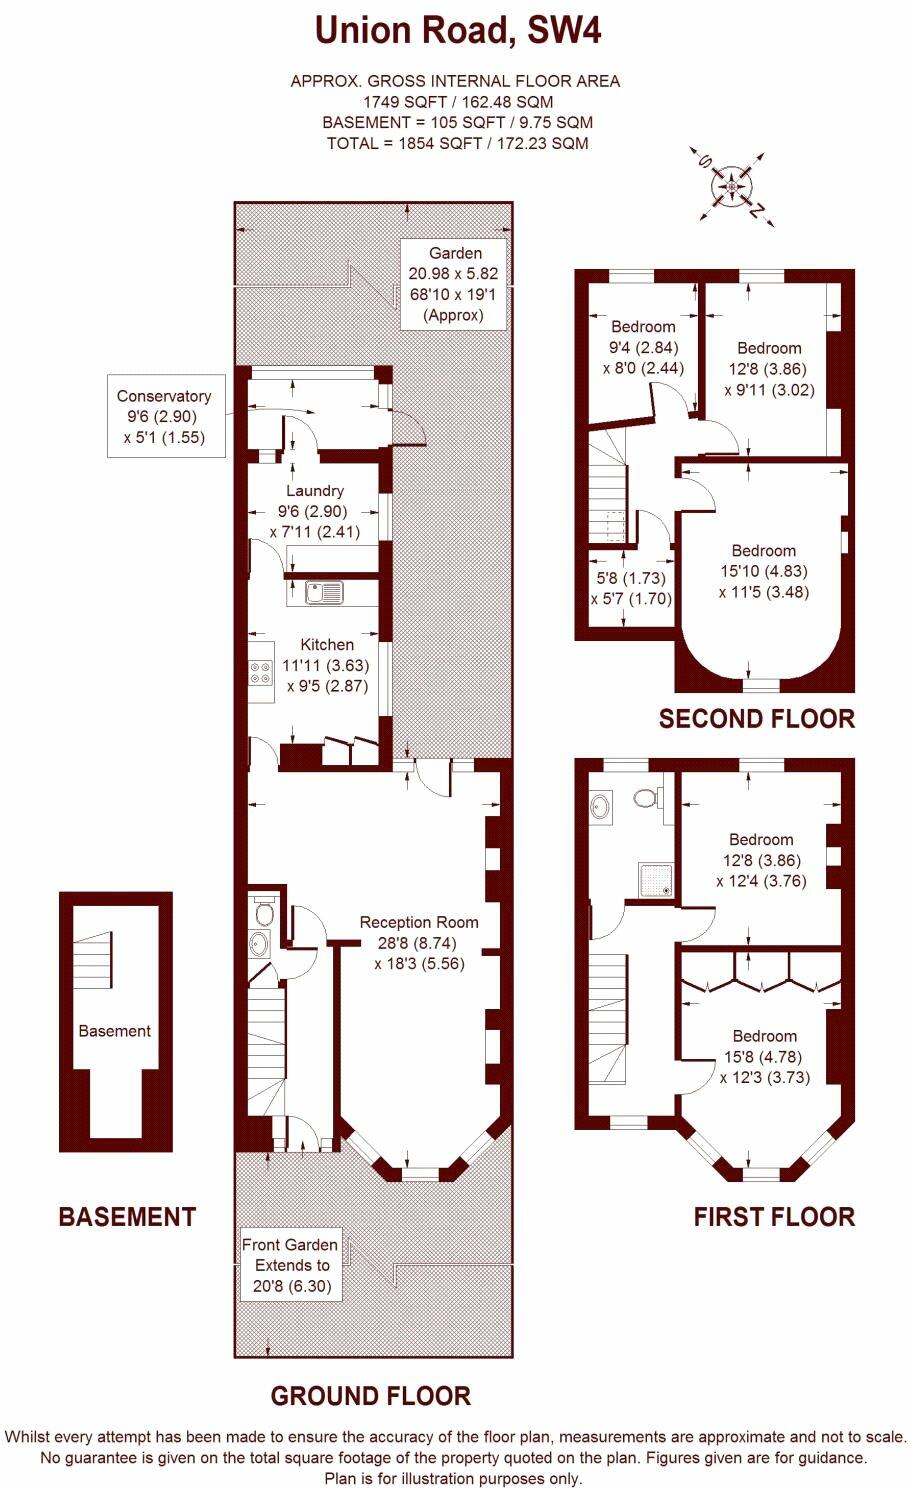 Union Road, SW4
APPROX. GROSS INTERNAL FLOOR AREA
1749 SQFT / 162.48 SQM
BASEMENT = 105 SQFT / 9.75 SQM
TOTAL = 1854 SQFT / 172.23 SQM
S
N
Garden
20.98 x 5.82
68'10 x 19'1
(Approx)
Conservatory
9'6 (2.90)
x 5'1 (1.55)
Laundry
9'6 (2.90)
x 7'11 (2.41)
Kitchen
11'11 (3.63)
x 9'5 (2.87)
Reception Room
28'8 (8.74)
x 18'3 (5.56)
Front Garden
Extends to
20'8 (6.30)
GROUND FLOOR
Basement
BASEMENT
Bedroom
9'4 (2.84)
x 8'0 (2.44)
Bedroom
12'8 (3.86)
x 9'11 (3.02)
Bedroom
15'10 (4.83)
x 11'5 (3.48)
5'8 (1.73)
x 5'7 (1.70)
SECOND FLOOR
Bedroom
12'8 (3.86)
x 12'4 (3.76)
Bedroom
15'8 (4.78)
x 12'3 (3.73)
FIRST FLOOR
Whilst every attempt has been made to ensure the accuracy of the floor plan, measurements are approximate and not to scale.
No guarantee is given on the total square footage of the property quoted on the plan. Figures given are for guidance.
Plan is for illustration purposes only.